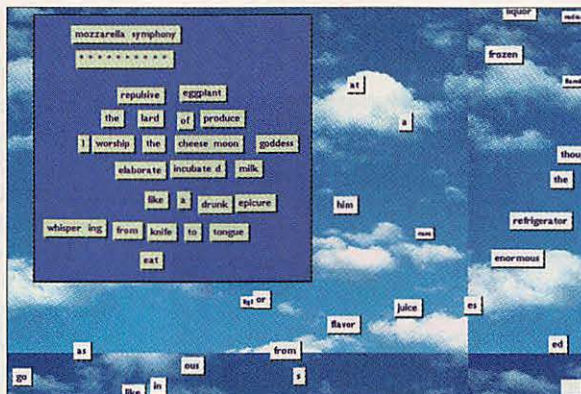 mozzarella symphony
* * * * * * * * * *
repulsive eggplant
the lard of produce
I worship the cheese moon goddess
elaborate incubate d milk
like a drunk epicure
whisper ing from knife to tongue
eat
liquor
frozen
at
a
thou
the
him
refrigerator
enormous
or
juice
es
flavor
as
from
ed
ous
go
s
like in